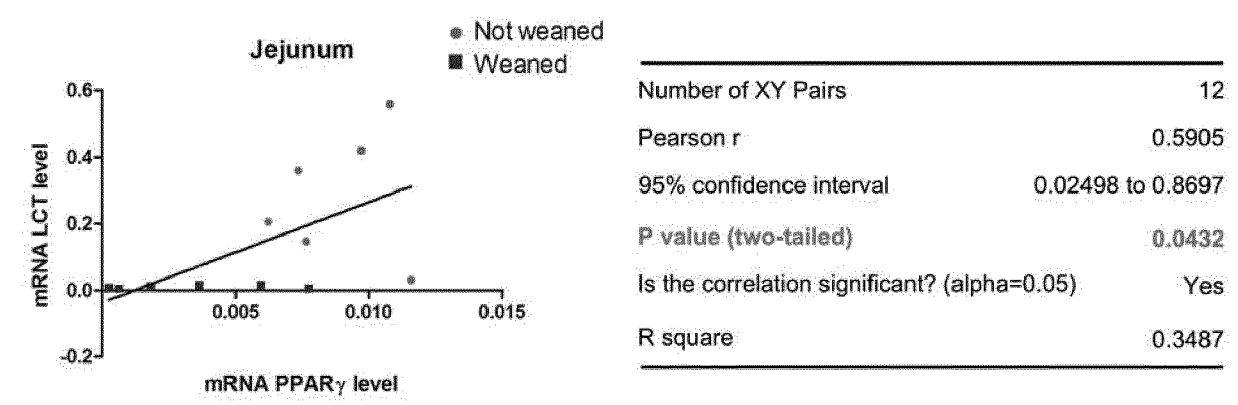 Jejunum
Not weaned
Weaned
0.6
0.4
0.2
0.0
-0.2
0.005
0.010
0.015
mRNA LCT level
mRNA PPARγ level
Number of XY Pairs 12
Pearson r 0.5905
95% confidence interval 0.02498 to 0.8697
P value (two-tailed) 0.0432
Is the correlation significant? (alpha=0.05) Yes
R square 0.3487